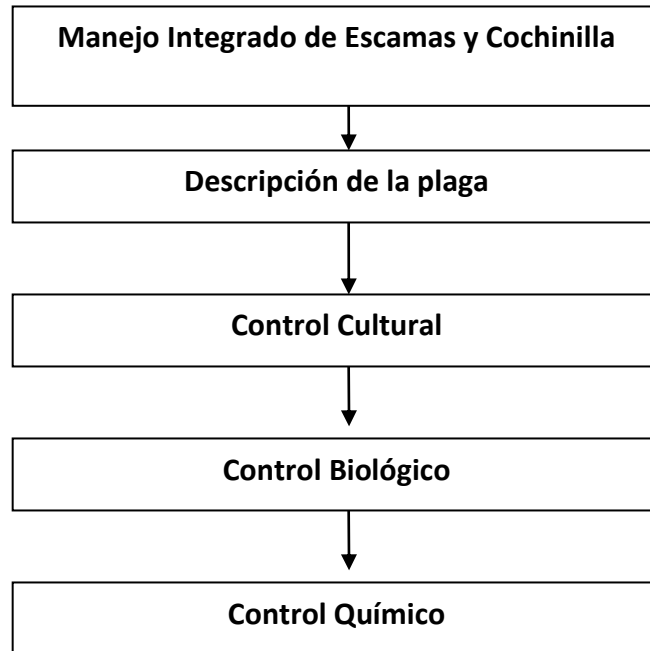 Manejo Integrado de Escamas y Cochinilla
Descripción de la plaga
Control Cultural
Control Biológico
Control Químico